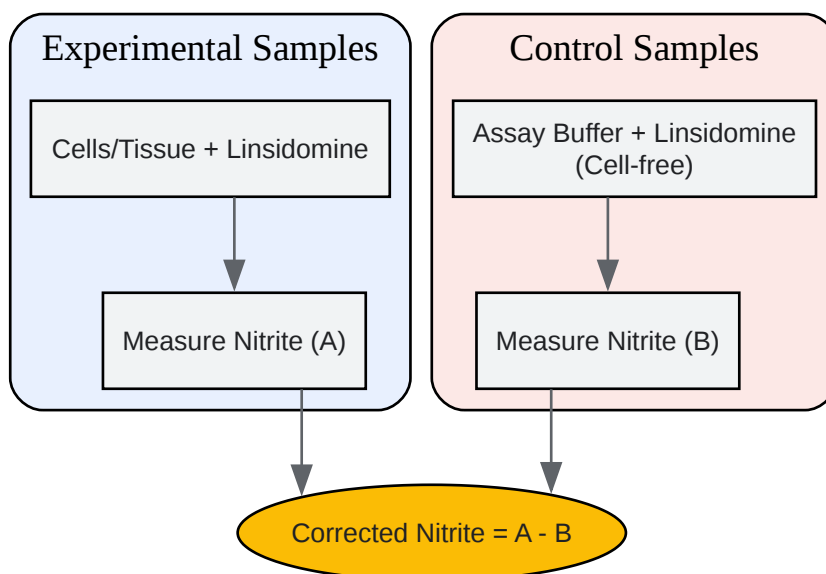 Experimental Samples
Control Samples
Cells/Tissue + Linsidomine
Assay Buffer + Linsidomine
(Cell-free)
Measure Nitrite (A)
Measure Nitrite (B)
Corrected Nitrite = A - B